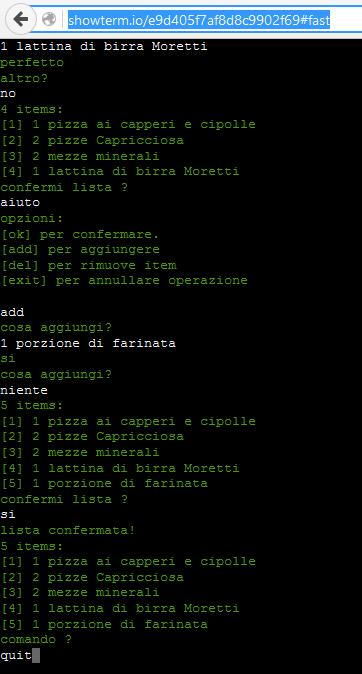 showterm.io/e9d405f7af8d8c9902f69#fast
1 lattina di birra Moretti
perfetto
altro?
no
4 items:
[1] 1 pizza ai capperi e cipolle
[2] 2 pizze Capricciosa
[3] 2 mezze minerali
[4] 1 lattina di birra Moretti
confermi lista ?
aiuto
opzioni:
[ok] per confermare.
[add] per aggiungere
[del] per rimuove item
[exit] per annullare operazione
add
cosa aggiungi?
1 porzione di farinata
si
cosa aggiungi?
niente
5 items:
[1] 1 pizza ai capperi e cipolle
[2] 2 pizze Capricciosa
[3] 2 mezze minerali
[4] 1 lattina di birra Moretti
[5] 1 porzione di farinata
confermi lista ?
si
lista confermata!
5 items:
[1] 1 pizza ai capperi e cipolle
[2] 2 pizze Capricciosa
[3] 2 mezze minerali
[4] 1 lattina di birra Moretti
[5] 1 porzione di farinata
comando ?
quit